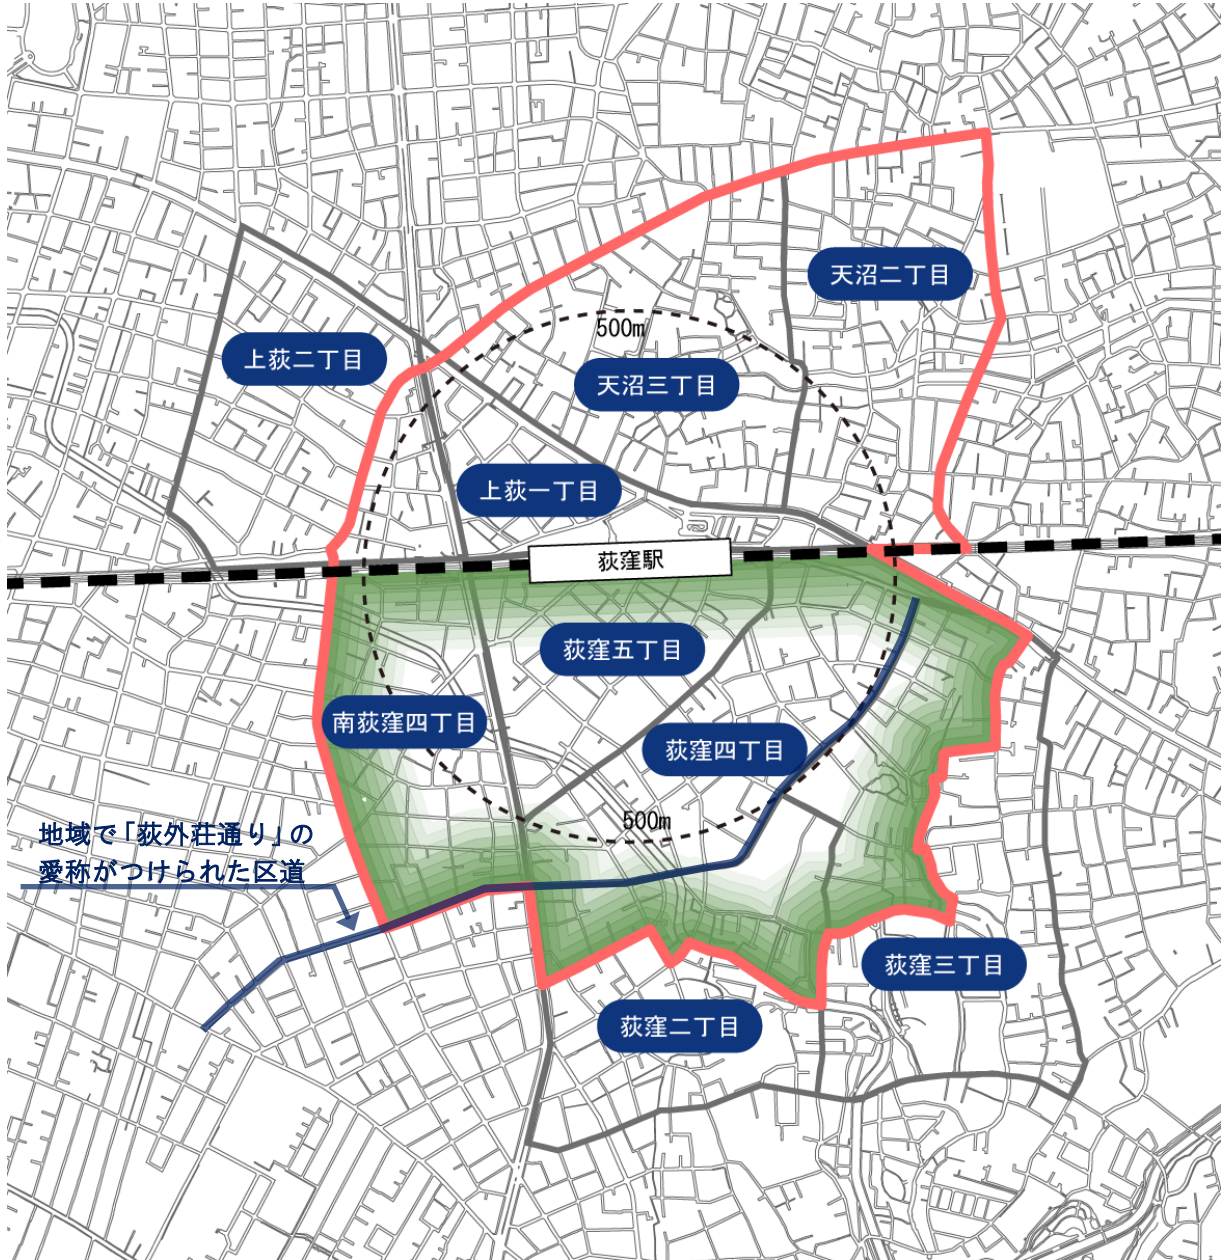 天沼二丁目
500m
上荻二丁目
天沼三丁目
上荻一丁目
荻窪駅
荻窪五丁目
南荻窪四丁目
荻窪四丁目
500m
地域で「荻外荘通り」の
愛称がつけられた区道
荻窪三丁目
荻窪二丁目